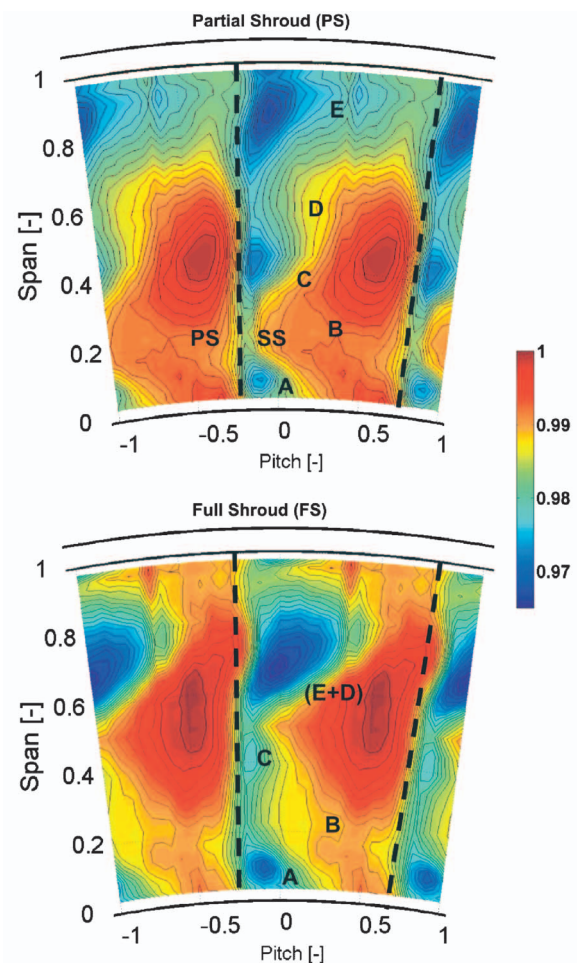 Partial Shroud (PS)
1
0.8
0.6
0.4
0.2
0
Span [-]
E
D
C
B
PS
SS
A
-1
-0.5
0
0.5
1
Pitch [-]
1
0.99
0.98
0.97
Full Shroud (FS)
1
0.8
0.6
0.4
0.2
0
Span [-]
(E+D)
C
B
A
-1
-0.5
0
0.5
1
Pitch [-]